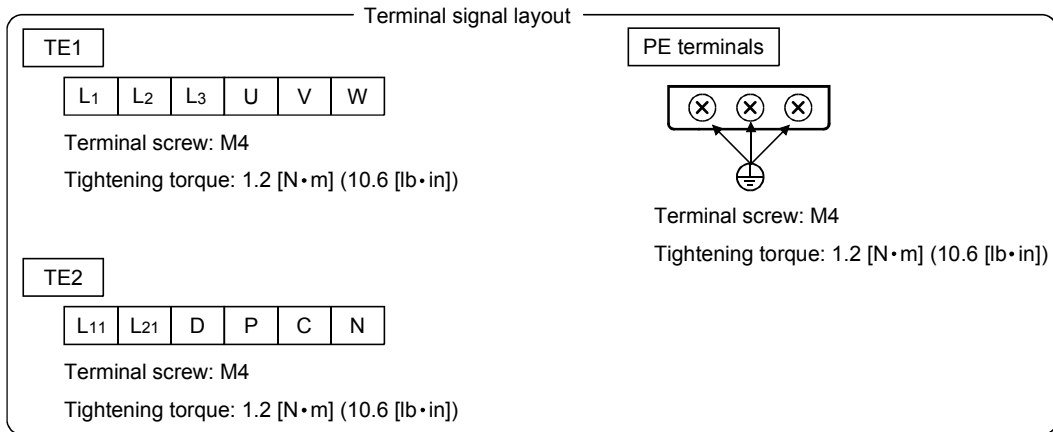 Terminal signal layout
TE1
L1 L2 L3 U V W
Terminal screw: M4
Tightening torque: 1.2 [N•m] (10.6 [lb•in])
PE terminals
Terminal screw: M4
Tightening torque: 1.2 [N•m] (10.6 [lb•in])
TE2
L11 L21 D P C N
Terminal screw: M4
Tightening torque: 1.2 [N•m] (10.6 [lb•in])